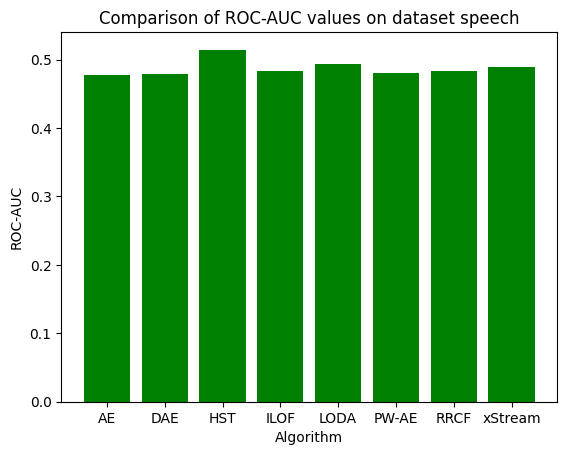 Comparison of ROC-AUC values on dataset speech
ROC-AUC
0.5
0.4
0.3
0.2
0.1
0.0
AE DAE HST ILOF LODA PW-AE RRCF xStream
Algorithm